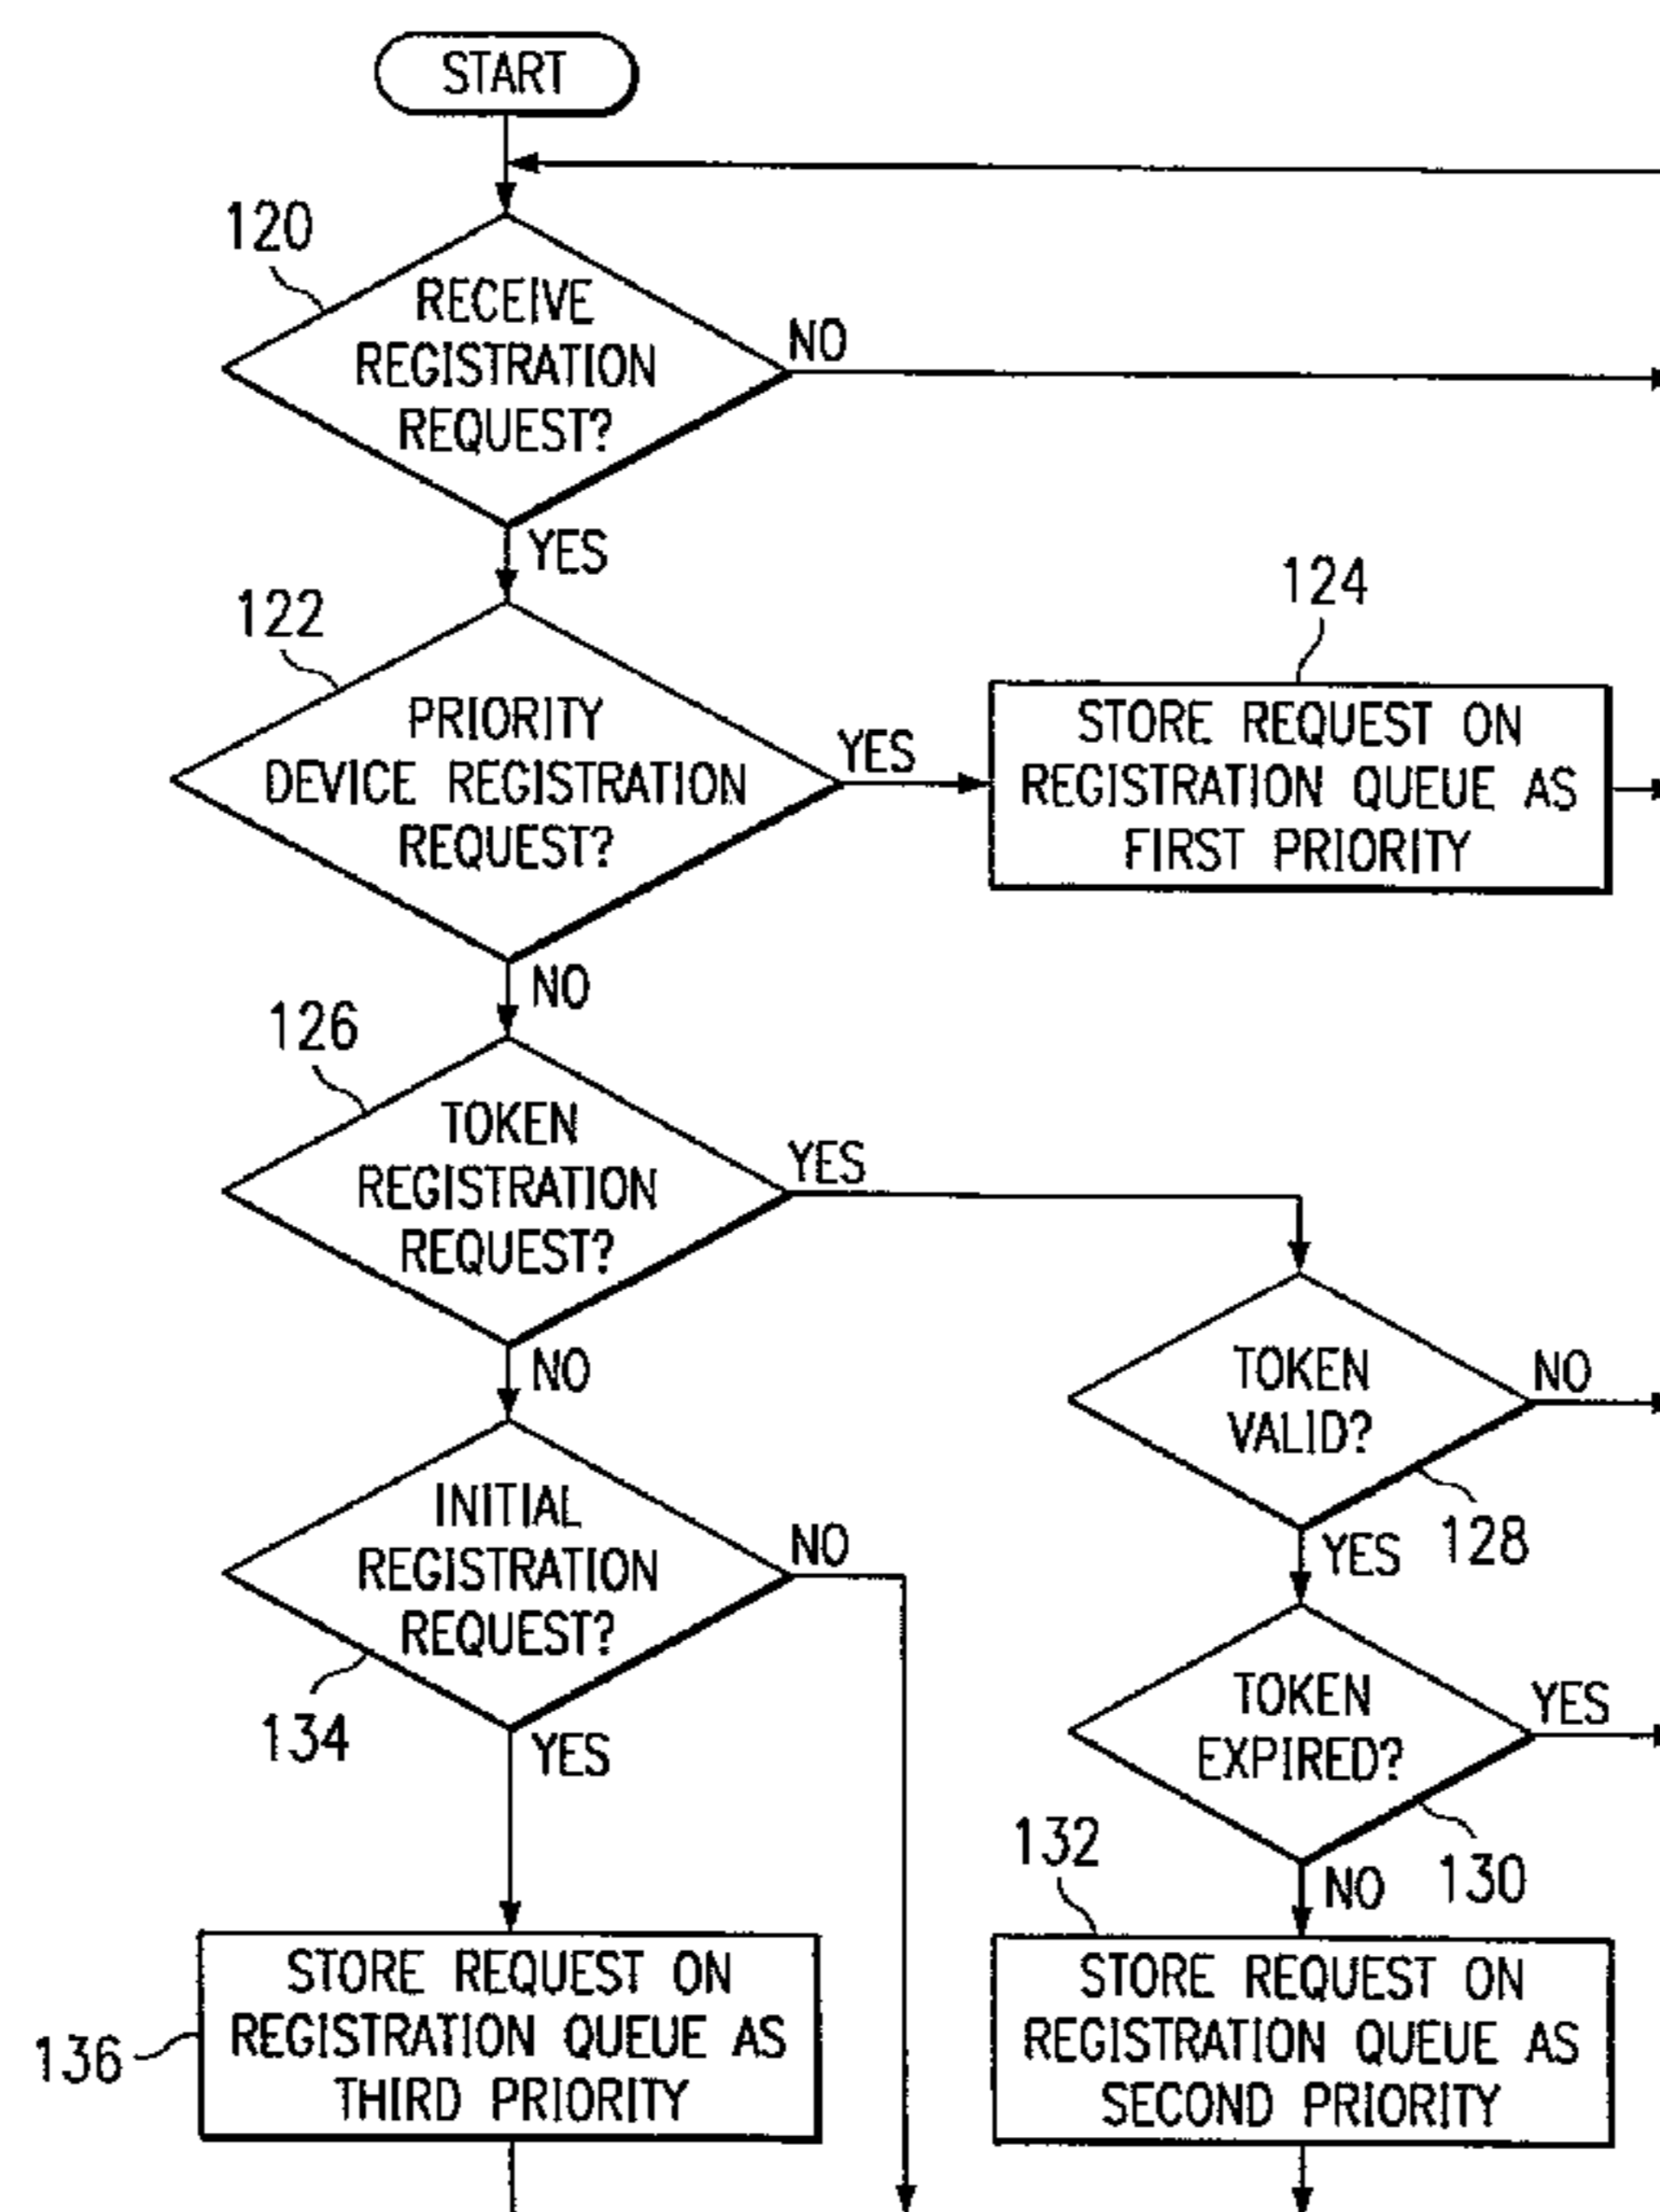 START
120
RECEIVE
REGISTRATION
REQUEST?
NO
YES
122
PRIORITY
DEVICE REGISTRATION
REQUEST?
YES
NO
124
STORE REQUEST ON
REGISTRATION QUEUE AS
FIRST PRIORITY
126
TOKEN
REGISTRATION
REQUEST?
YES
NO
TOKEN
VALID?
NO
128
YES
INITIAL
REGISTRATION
REQUEST?
NO
134
YES
TOKEN
EXPIRED?
YES
130
NO
132
STORE REQUEST ON
REGISTRATION QUEUE AS
THIRD PRIORITY
136
STORE REQUEST ON
REGISTRATION QUEUE AS
SECOND PRIORITY